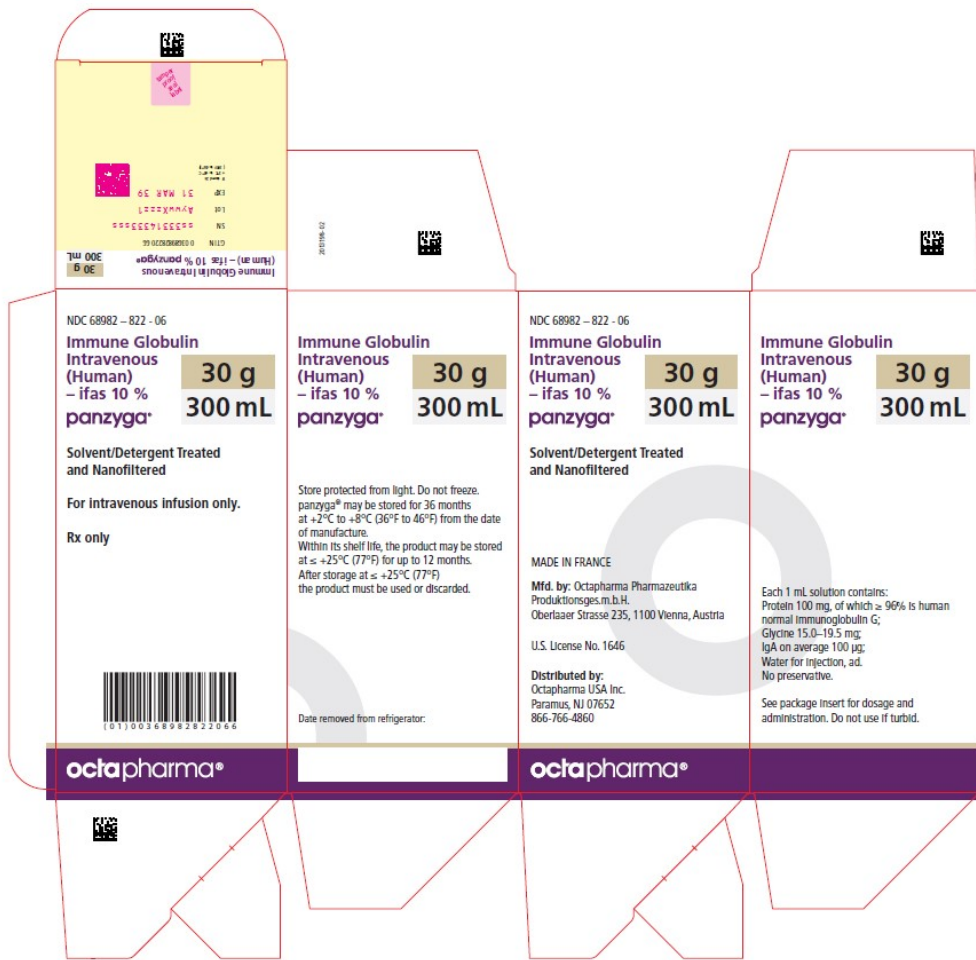 GTIN 0 03 68982 82206 6
SN ss3331 4333sss
Lot AywwXzzz1
EXP 31 MAR 39
Immune Globulin Intravenous
(Human) – ifas 10 % panzyga®
30 g
300 mL
NDC 68982 – 822 - 06
Immune Globulin
Intravenous
(Human)
– ifas 10 %
panzyga®
30 g
300 mL
Solvent/Detergent Treated
and Nanofiltered
For intravenous infusion only.
Rx only
(01)00368982822066
octapharma®
Immune Globulin
Intravenous
(Human)
– ifas 10 %
panzyga®
30 g
300 mL
Store protected from light. Do not freeze.
panzyga® may be stored for 36 months
at +2°C to +8°C (36°F to 46°F) from the date
of manufacture.
Within its shelf life, the product may be stored
at ≤ +25°C (77°F) for up to 12 months.
After storage at ≤ +25°C (77°F)
the product must be used or discarded.
Date removed from refrigerator:
NDC 68982 – 822 - 06
Immune Globulin
Intravenous
(Human)
– ifas 10 %
panzyga®
30 g
300 mL
Solvent/Detergent Treated
and Nanofiltered
MADE IN FRANCE
Mfd. by: Octapharma Pharmazeutika
Produktionsges.m.b.H.
Oberlaaer Strasse 235, 1100 Vienna, Austria
U.S. License No. 1646
Distributed by:
Octapharma USA Inc.
Paramus, NJ 07652
866-766-4860
octapharma®
Immune Globulin
Intravenous
(Human)
– ifas 10 %
panzyga®
30 g
300 mL
Each 1 mL solution contains:
Protein 100 mg, of which ≥ 96% is human
normal immunoglobulin G;
Glycine 15.0–19.5 mg;
IgA on average 100 µg;
Water for injection, ad.
No preservative.
See package insert for dosage and
administration. Do not use if turbid.